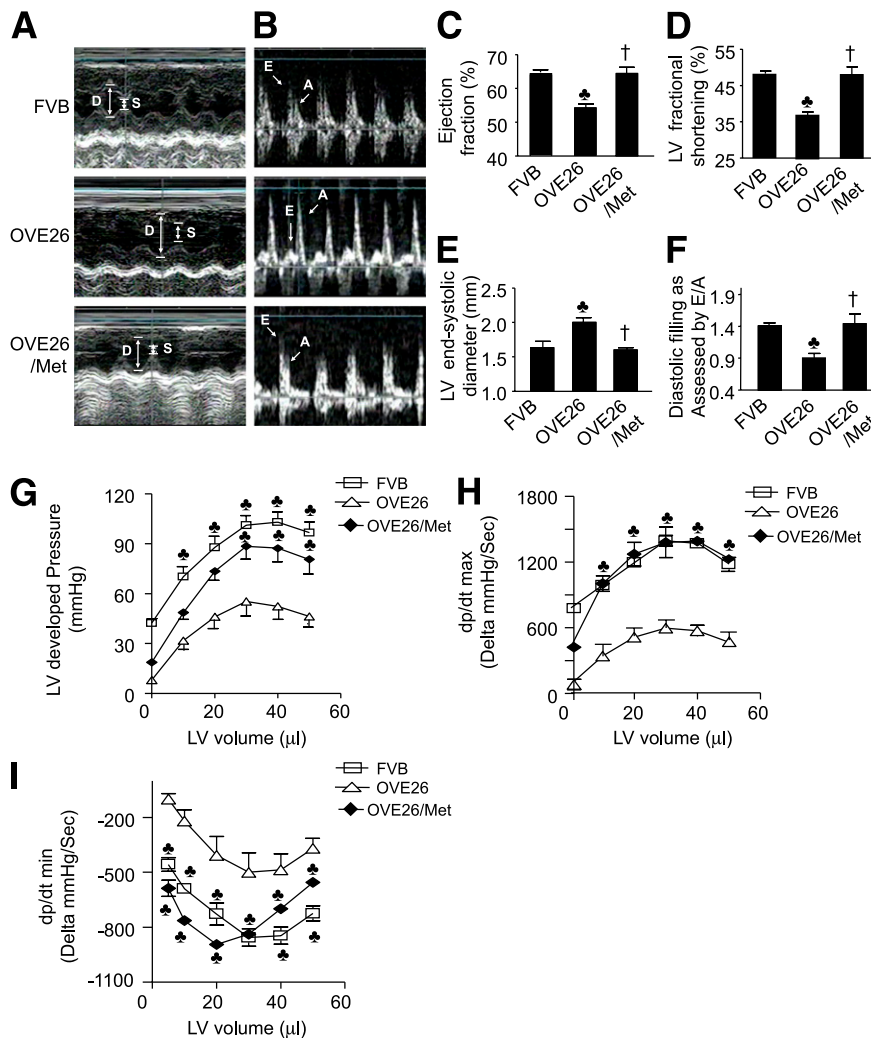 A
FVB
D
S
OVE26
D
S
OVE26
/Met
D
S
B
E
A
E
A
E
A
C
Ejection
fraction (%)
70
60
50
40
♣
†
FVB
OVE26
OVE26
/Met
D
LV fractional
shortening (%)
55
45
35
25
♣
†
FVB
OVE26
OVE26
/Met
E
LV end-systolic
diameter (mm)
2.5
2.0
1.5
1.0
♣
†
FVB
OVE26
OVE26
/Met
F
Diastolic filling as
Assessed by E/A
1.9
1.4
0.9
0.4
♣
†
FVB
OVE26
OVE26
/Met
G
FVB
OVE26
OVE26/Met
LV developed Pressure
(mmHg)
120
90
60
30
0
♣ ♣ ♣ ♣ ♣
♣ ♣ ♣
0 20 40 60
LV volume (μl)
H
FVB
OVE26
OVE26/Met
dp/dt max
(Delta mmHg/Sec)
1800
1200
600
0
♣ ♣ ♣ ♣ ♣
0 20 40 60
LV volume (μl)
I
FVB
OVE26
OVE26/Met
dp/dt min
(Delta mmHg/Sec)
-200
-500
-800
-1100
♣ ♣ ♣ ♣ ♣ ♣
♣ ♣ ♣ ♣ ♣
0 20 40 60
LV volume (μl)